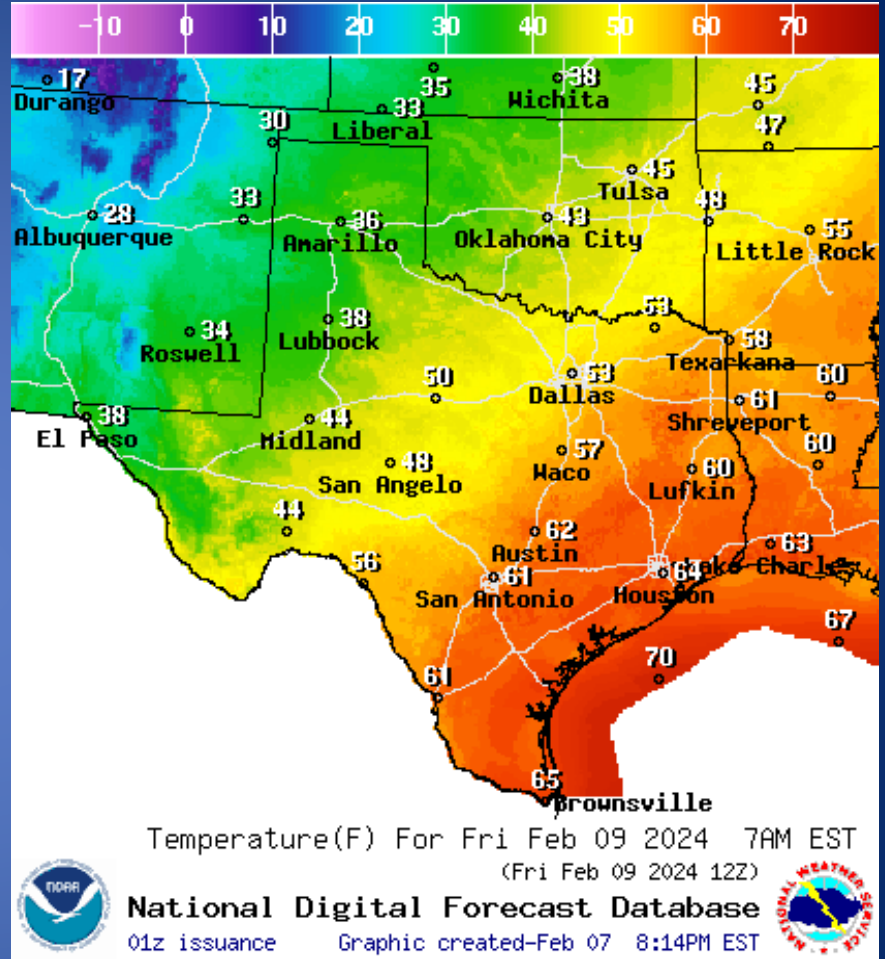 -10 0 10 20 30 40 50 60 70
17
Durango
35
38
Wichita
45
33
Liberal
30
47
45
Tulsa
28
Albuquerque
33
36
Amarillo
43
Oklahoma City
48
55
Little Rock
34
Roswell
38
Lubbock
53
58
Texarkana
50
53
Dallas
60
61
Shreveport
38
El Paso
44
Midland
48
San Angelo
57
Waco
60
Lufkin
60
44
62
Austin
63
Lake Charles
56
61
San Antonio
64
Houston
67
70
61
65
Brownsville
Temperature(F) For Fri Feb 09 2024 7AM EST
(Fri Feb 09 2024 12Z)
NOAA
National Digital Forecast Database
NATIONAL WEATHER SERVICE
01z issuance Graphic created-Feb 07 8:14PM EST